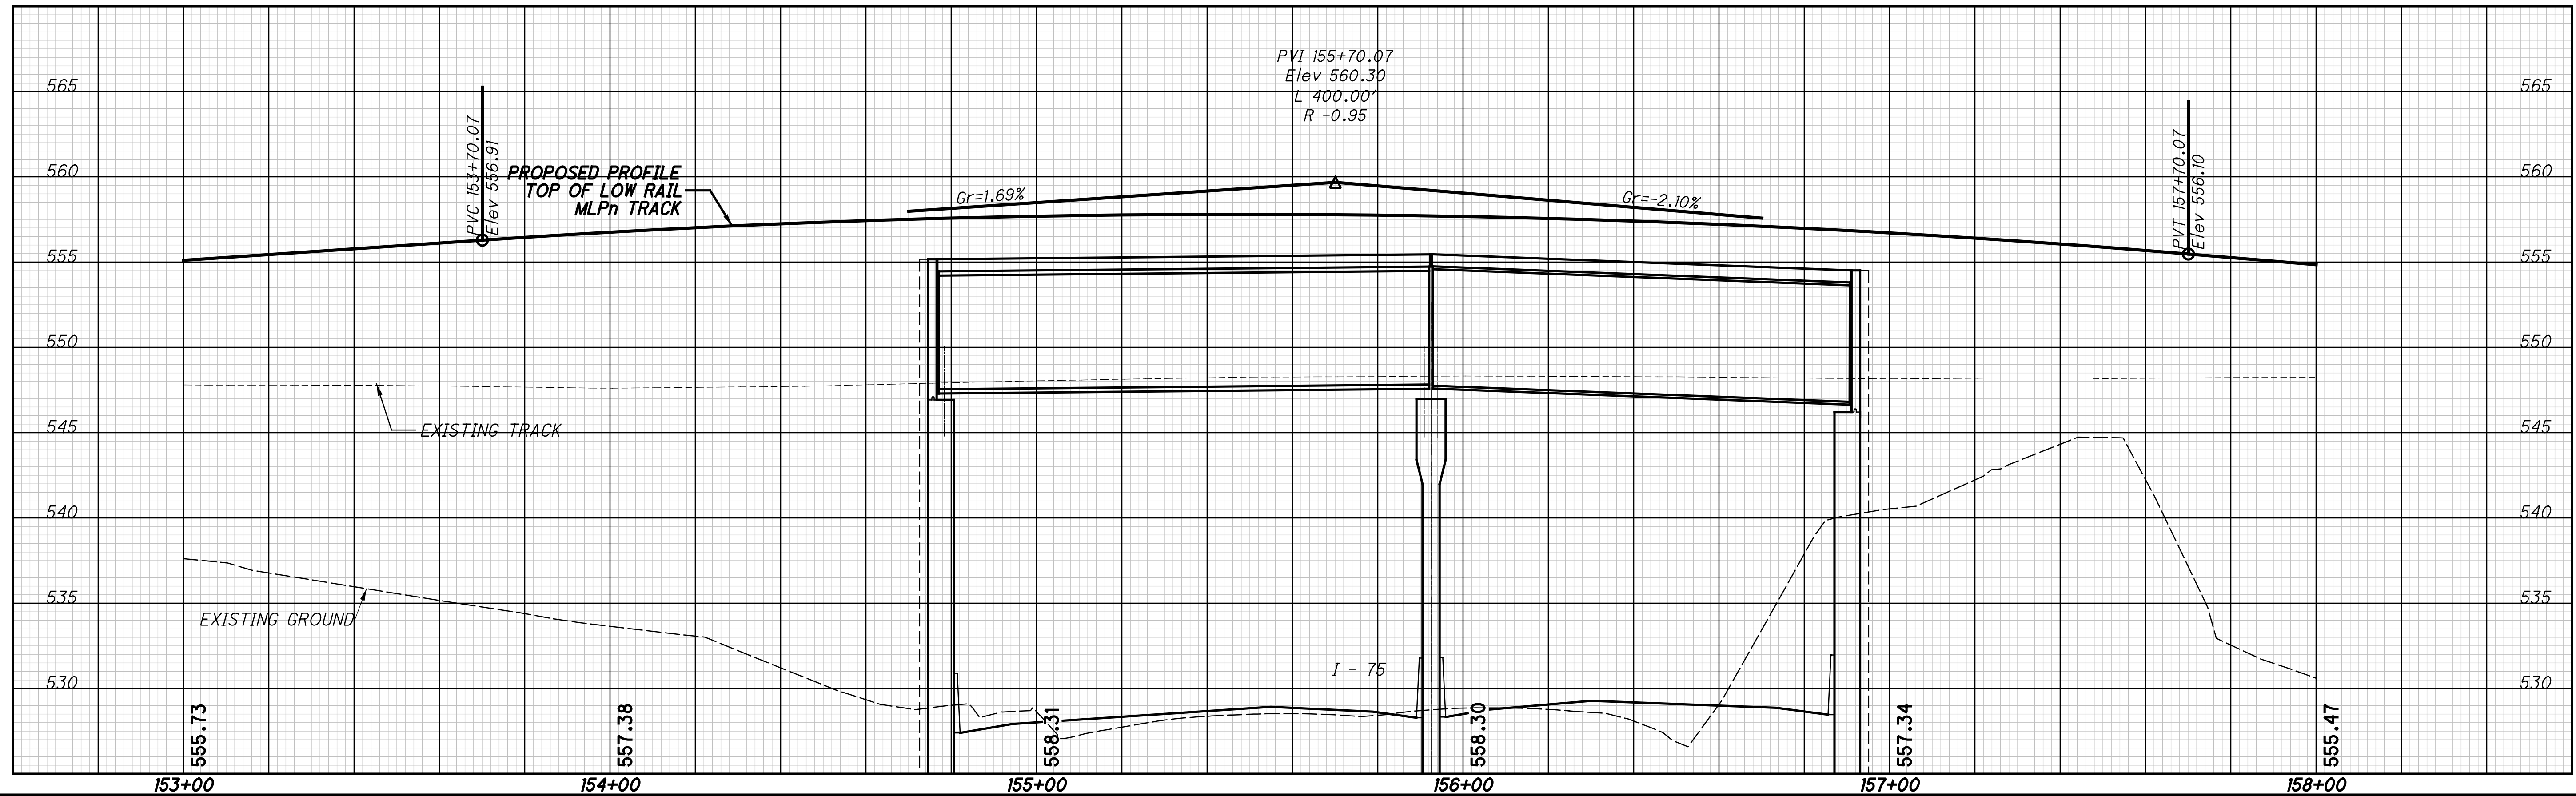 PVI 155+70.07
Elev 560.30
L 400.00'
R -0.95
565
565
PVC 153+70.07
Elev 556.91
PVT 157+70.07
Elev 556.10
560
560
PROPOSED PROFILE
TOP OF LOW RAIL
MLPn TRACK
Gr=1.69%
Gr=-2.10%
555
555
550
550
EXISTING TRACK
545
545
540
540
535
535
EXISTING GROUND
I - 75
530
530
555.73
557.38
558.31
558.30
557.34
555.47
153+00
154+00
155+00
156+00
157+00
158+00